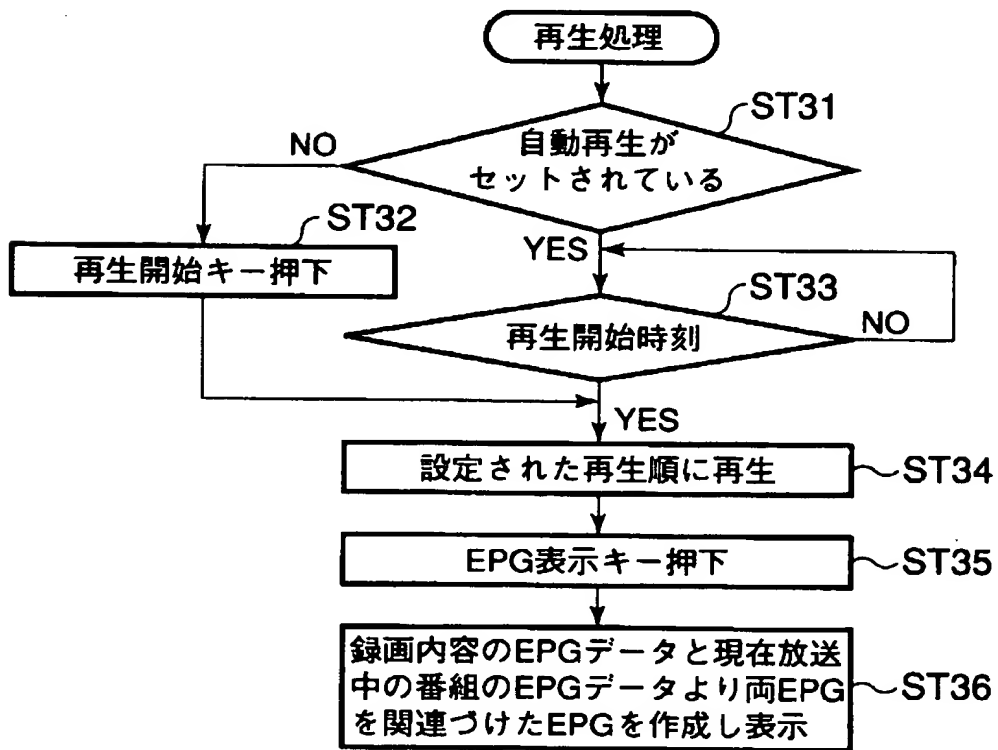 再生処理
ST31
自動再生が
セットされている
NO
ST32
再生開始キー押下
YES
ST33
再生開始時刻
NO
YES
設定された再生順に再生
ST34
EPG表示キー押下
ST35
録画内容のEPGデータと現在放送
中の番組のEPGデータより両EPG
を関連づけたEPGを作成し表示
ST36